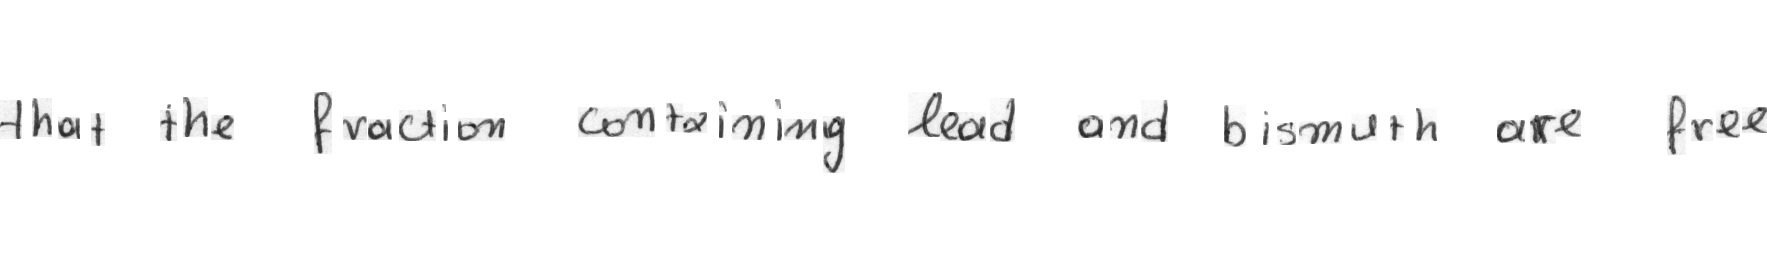 that the fraction containing lead and bismuth are free